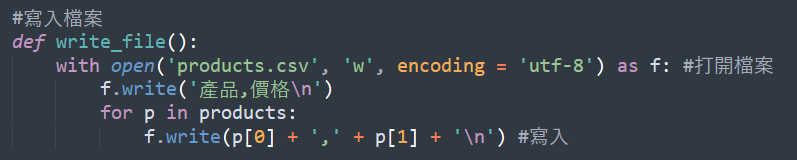 #寫入檔案
def write_file():
    with open('products.csv', 'w', encoding = 'utf-8') as f: #打開檔案
        f.write('產品,價格\n')
        for p in products:
            f.write(p[0] + ',' + p[1] + '\n') #寫入